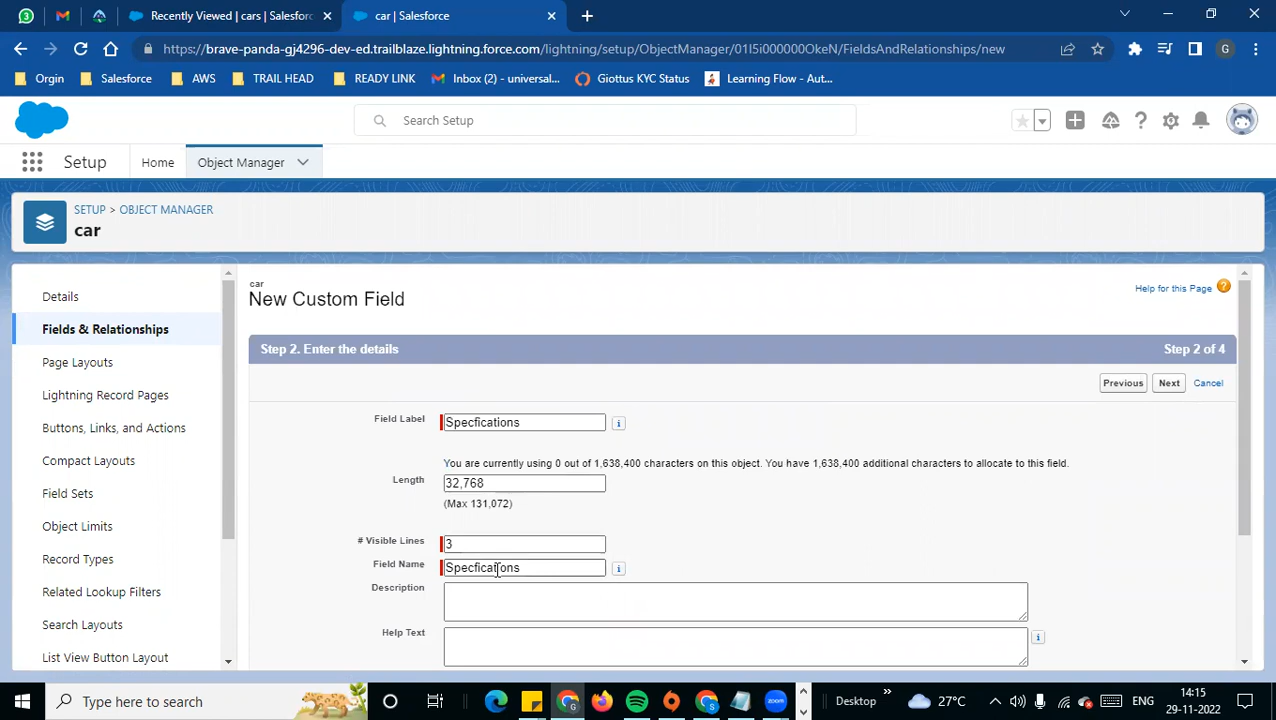 Recently Viewed | cars | Salesfor
car | Salesforce
https://brave-panda-gj4296-dev-ed.trailblaze.lightning.force.com/lightning/setup/ObjectManager/01I5i000000OkeN/FieldsAndRelationships/new
G
Orgin
Salesforce
AWS
TRAIL HEAD
READY LINK
Inbox (2) - universal...
Giottus KYC Status
Learning Flow - Aut...
Search Setup
Setup
Home
Object Manager
SETUP > OBJECT MANAGER
car
Details
Fields & Relationships
Page Layouts
Lightning Record Pages
Buttons, Links, and Actions
Compact Layouts
Field Sets
Object Limits
Record Types
Related Lookup Filters
Search Layouts
List View Button Layout
car
New Custom Field
Help for this Page
Step 2. Enter the details
Step 2 of 4
Previous
Next
Cancel
Field Label
Specfications
You are currently using 0 out of 1,638,400 characters on this object. You have 1,638,400 additional characters to allocate to this field.
Length
32,768
(Max 131,072)
# Visible Lines
3
Field Name
Specfications
Description
Help Text
Type here to search
zoom
Desktop
27°C
ENG
14:15
29-11-2022